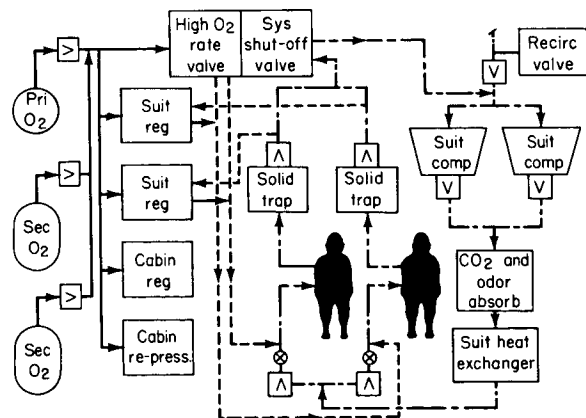 High O2
rate
valve
Sys
shut-off
valve
Recirc
valve
>
Pri
O2
V
Suit
reg
Suit
comp
Suit
comp
Λ
Λ
V
V
>
Suit
reg
Solid
trap
Solid
trap
Sec
O2
Cabin
reg
CO2 and
odor
absorb
>
Cabin
re-press.
Suit heat
exchanger
Sec
O2
Λ
Λ